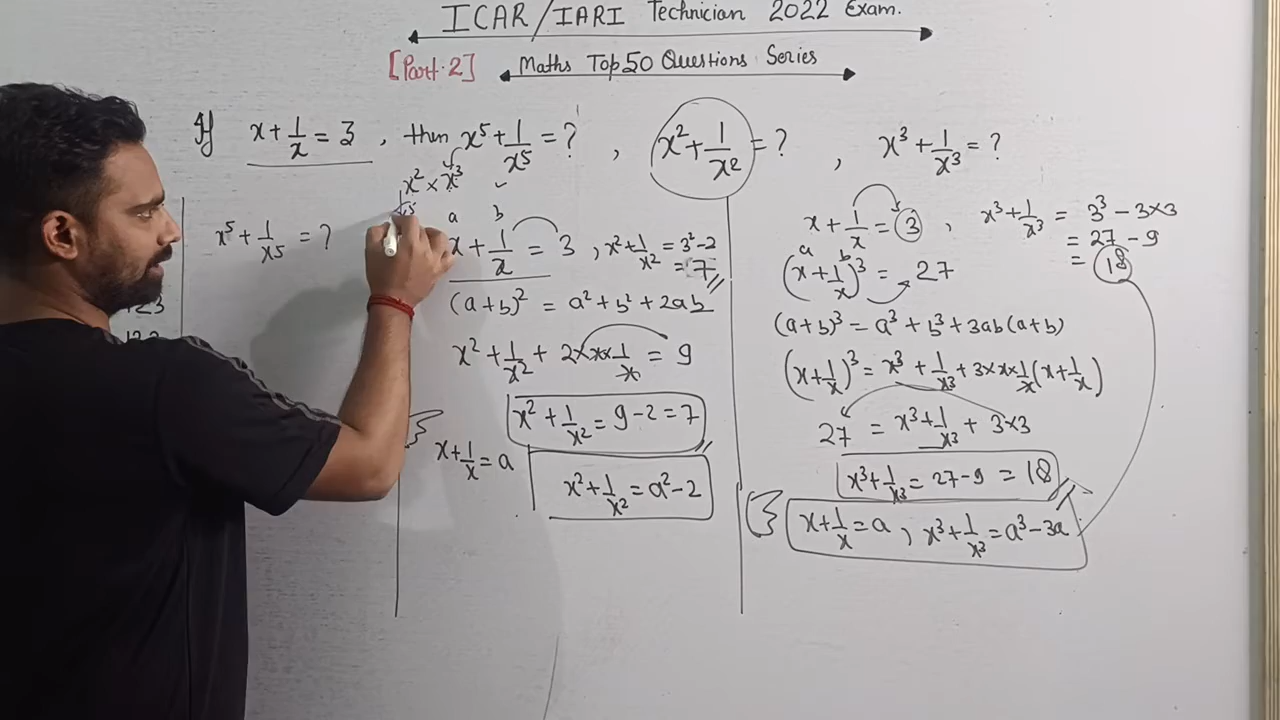 ICAR/IARI Technician 2022 Exam.
[Part-2] Maths Top 50 Questions Series
If x + 1/x = 3, then x⁵ + 1/x⁵ = ?, x² + 1/x² = ?, x³ + 1/x³ = ?
x² × x³
x⁵
x⁵ + 1/x⁵ = ?
123
a b
x + 1/x = 3, x² + 1/x² = 3² - 2
= 7
(a+b)² = a² + b² + 2ab
x² + 1/x² + 2 × x × 1/x = 9
x² + 1/x² = 9 - 2 = 7
x + 1/x = a
x² + 1/x² = a² - 2
x + 1/x = 3, x³ + 1/x³ = 3³ - 3×3
= 27 - 9
= 18
a b
(x + 1/x)³ = 27
(a+b)³ = a³ + b³ + 3ab(a+b)
(x + 1/x)³ = x³ + 1/x³ + 3 × x × 1/x (x + 1/x)
27 = x³ + 1/x³ + 3×3
x³ + 1/x³ = 27 - 9 = 18
x + 1/x = a ; x³ + 1/x³ = a³ - 3a